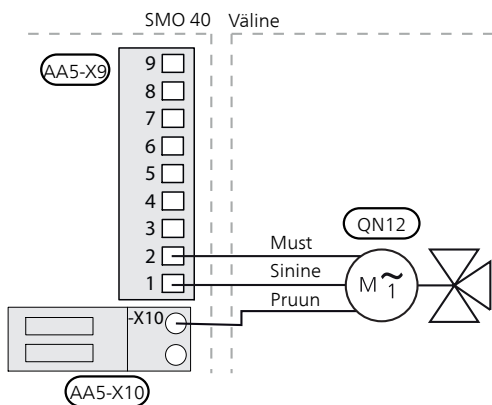 SMO 40 Väline
AA5-X9
9
8
7
6
5
4
3
2
1
Must
Sinine
Pruun
QN12
M ~ 1
-X10
AA5-X10